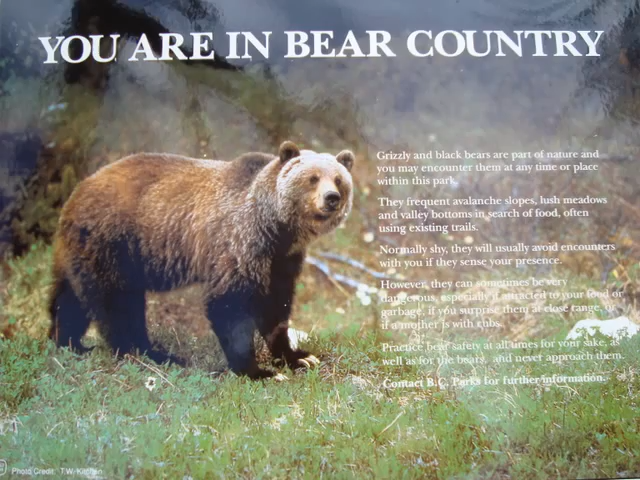 YOU ARE IN BEAR COUNTRY
Grizzly and black bears are part of nature and
you may encounter them at any time or place
within this park.
They frequent avalanche slopes, lush meadows
and valley bottoms in search of food, often
using existing trails.
Normally shy, they will usually avoid encounters
with you if they sense your presence.
However, they can sometimes be very
dangerous, especially if attracted to your food or
garbage, if you surprise them at close range, or
if a mother is with cubs.
Practice bear safety at all times for your sake, as
well as for the bears, and never approach them.
Contact B.C. Parks for further information.
Photo Credit: T.W. Kitchin